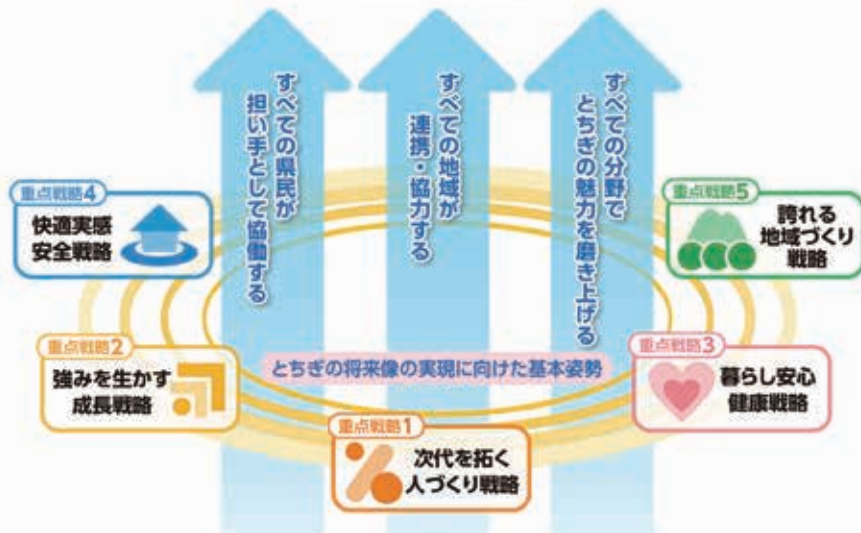 すべての県民が
担い手として協働する
すべての地域が
連携・協力する
すべての分野で
とちぎの魅力を磨き上げる
重点戦略4
快適実感
安全戦略
重点戦略5
誇れる
地域づくり
戦略
重点戦略2
強みを生かす
成長戦略
とちぎの将来像の実現に向けた基本姿勢
重点戦略3
暮らし安心
健康戦略
重点戦略1
次代を拓く
人づくり戦略